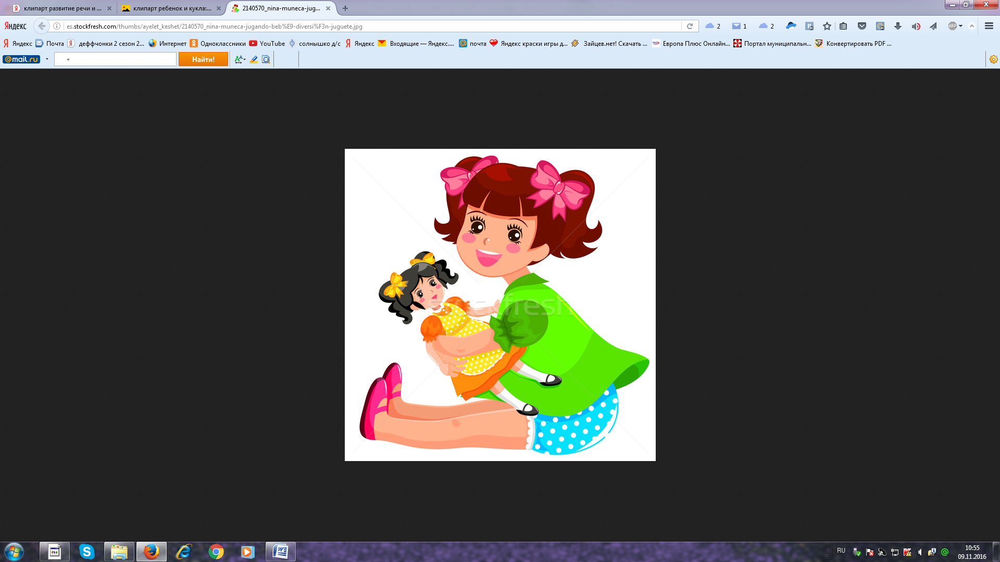 клипарт развитие речи и ...
клипарт ребенок и кукла:...
2140570_nina-muneca-jug...
Яндекс
es.stockfresh.com/thumbs/ayelet_keshet/2140570_nina-muneca-jugando-beb%E9-diversi%F3n-juguete.jpg
2
1
2
ABP
Яндекс
Почта
деффчонки 2 сезон 2...
Интернет
Одноклассники
YouTube
солнышко д/с
Яндекс
Входящие — Яндекс....
почта
Яндекс краски игры д...
Зайцев.нет! Скачать ...
Европа Плюс Онлайн...
Портал муниципальн...
Конвертировать PDF ...
@mail.ru
Найти!
stockfresh
RU
10:55
09.11.2016